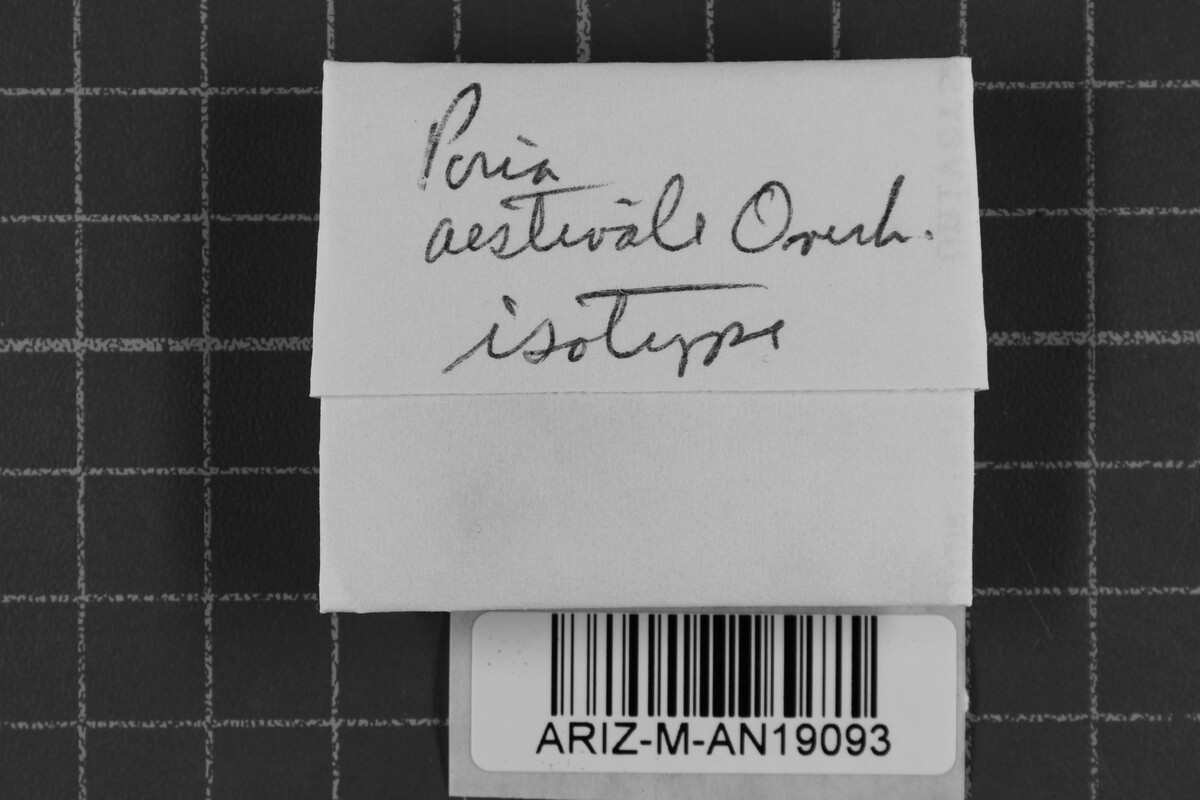 Poria
aestivale Overh.
isotype
ARIZ-M-AN19093